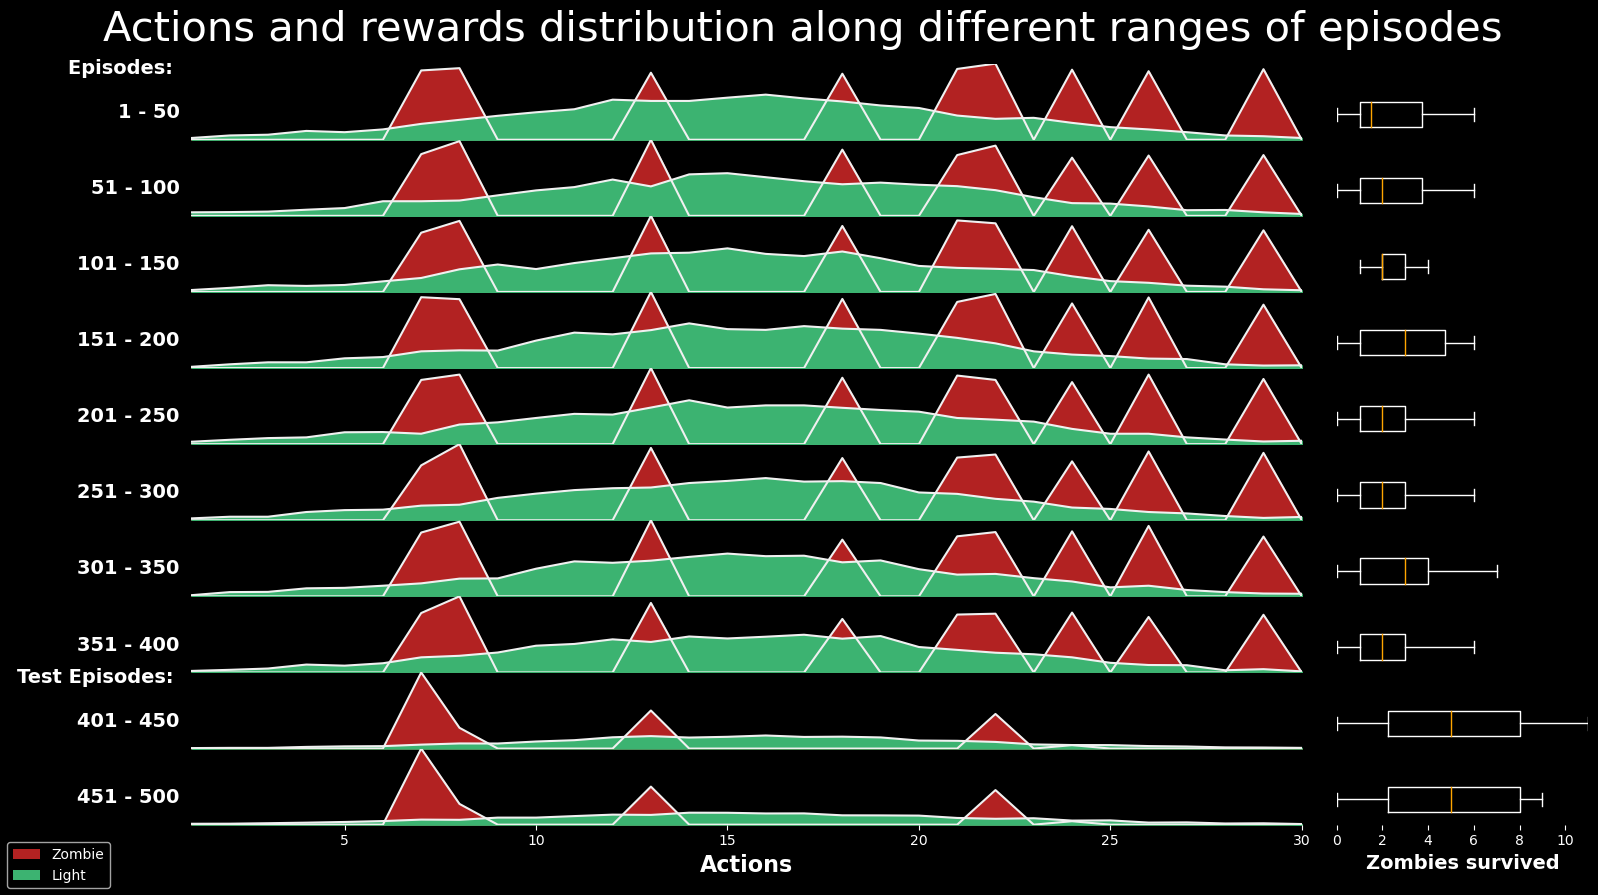 Actions and rewards distribution along different ranges of episodes
Episodes:
1 - 50
51 - 100
101 - 150
151 - 200
201 - 250
251 - 300
301 - 350
351 - 400
Test Episodes:
401 - 450
451 - 500
5 10 15 20 25 30
0 2 4 6 8 10
Actions
Zombies survived
Zombie
Light